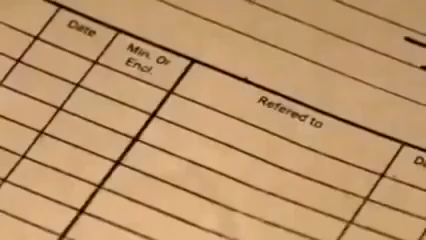 Date
Min. Or
Encl.
Refered to